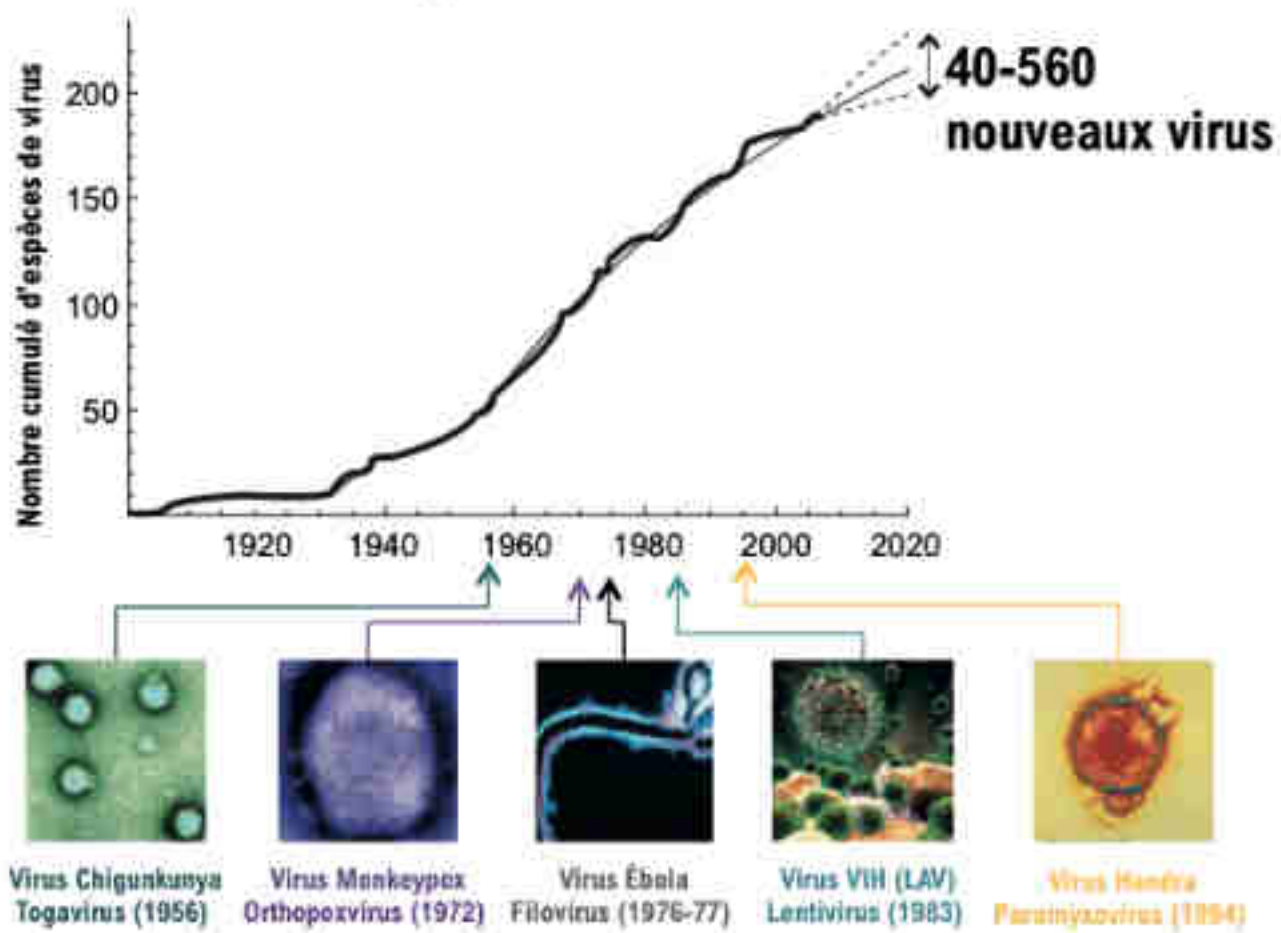 200
150
100
50
Nombre cumulé d'espèces de virus
40-560
nouveaux virus
1920 1940 1960 1980 2000 2020
Virus Chigunkunya
Togavirus (1956)
Virus Monkeypox
Orthopoxvirus (1972)
Virus Ébola
Filovirus (1976-77)
Virus VIH (LAV)
Lentivirus (1983)
Virus Hendra
Paramyxovirus (1994)